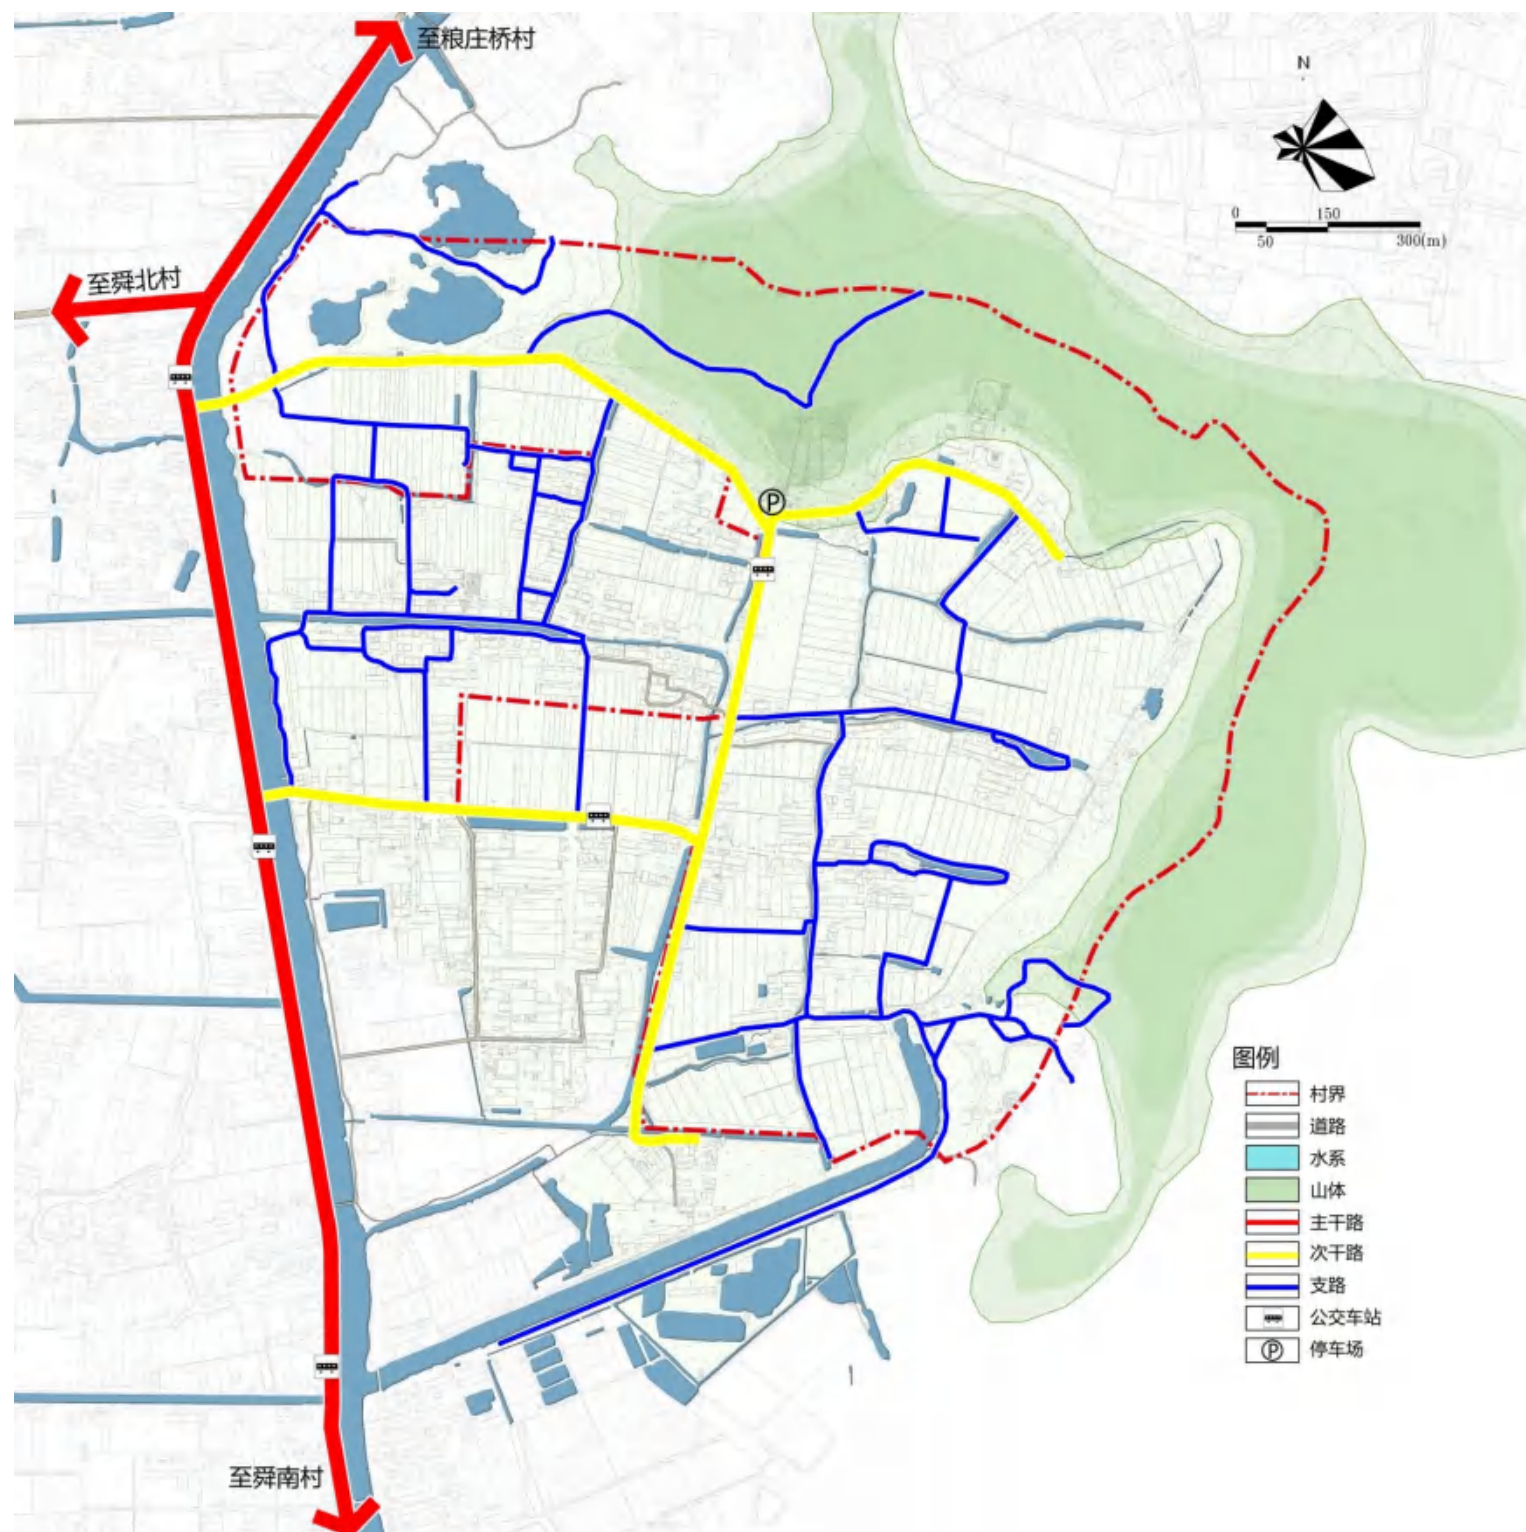 至粮庄桥村
N
0 150
50 300(m)
至舜北村
P
图例
村界
道路
水系
山体
主干路
次干路
支路
公交车站
P 停车场
至舜南村